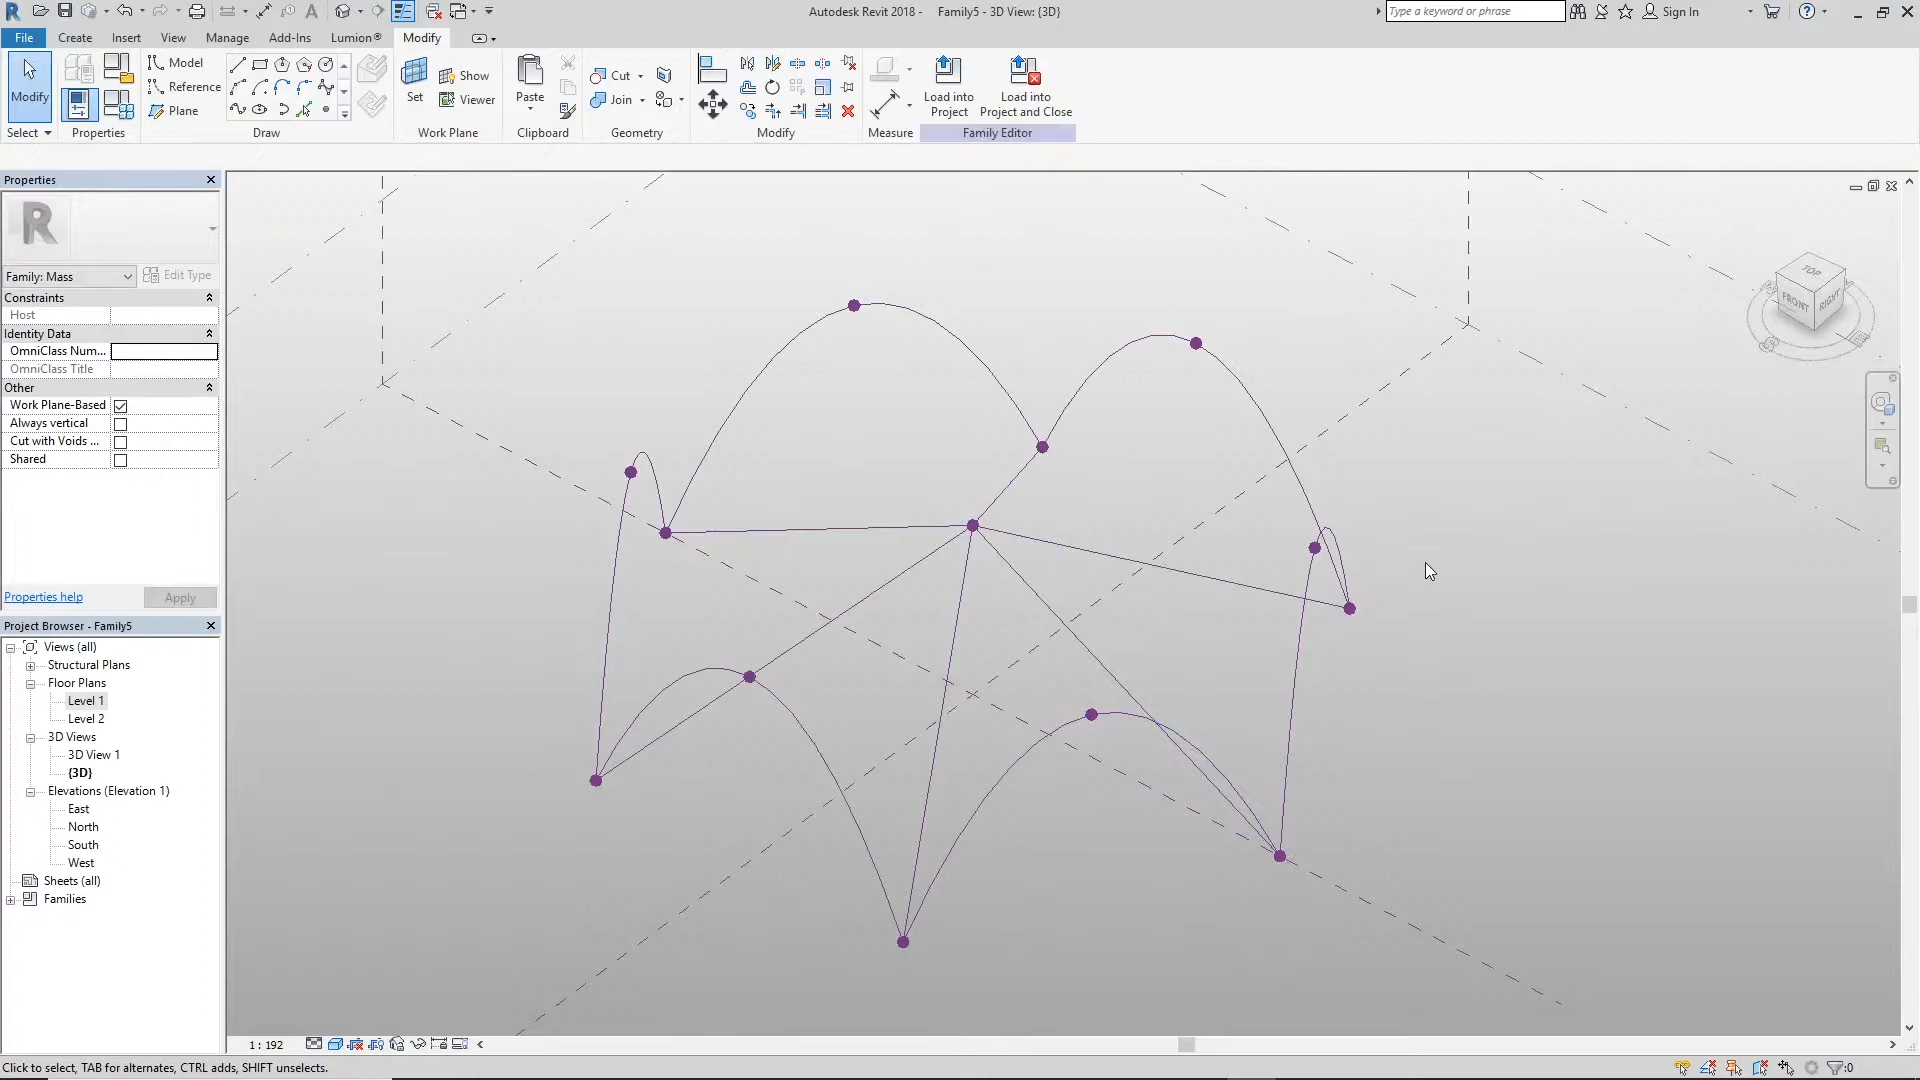 Autodesk Revit 2018 - Family5 - 3D View: {3D}
Type a keyword or phrase
Sign In
File
Create
Insert
View
Manage
Add-Ins
Lumion®
Modify
Modify
Select
Properties
Model
Reference
Plane
Draw
Set
Show
Viewer
Work Plane
Paste
Clipboard
Cut
Join
Geometry
Modify
Measure
Load into
Project
Load into
Project and Close
Family Editor
Properties
R
Family: Mass
Edit Type
Constraints
Host
Identity Data
OmniClass Num...
OmniClass Title
Other
Work Plane-Based
Always vertical
Cut with Voids ...
Shared
Properties help
Apply
Project Browser - Family5
Views (all)
Structural Plans
Floor Plans
Level 1
Level 2
3D Views
3D View 1
{3D}
Elevations (Elevation 1)
East
North
South
West
Sheets (all)
Families
TOP
FRONT
RIGHT
1 : 192
Click to select, TAB for alternates, CTRL adds, SHIFT unselects.
:0